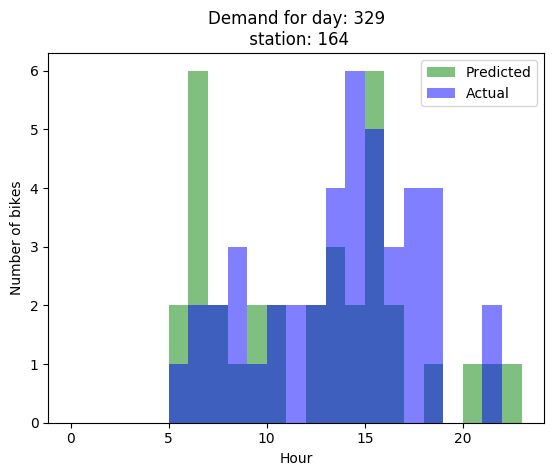 Demand for day: 329
station: 164
Predicted
Actual
Number of bikes
6
5
4
3
2
1
0
0
5
10
15
20
Hour